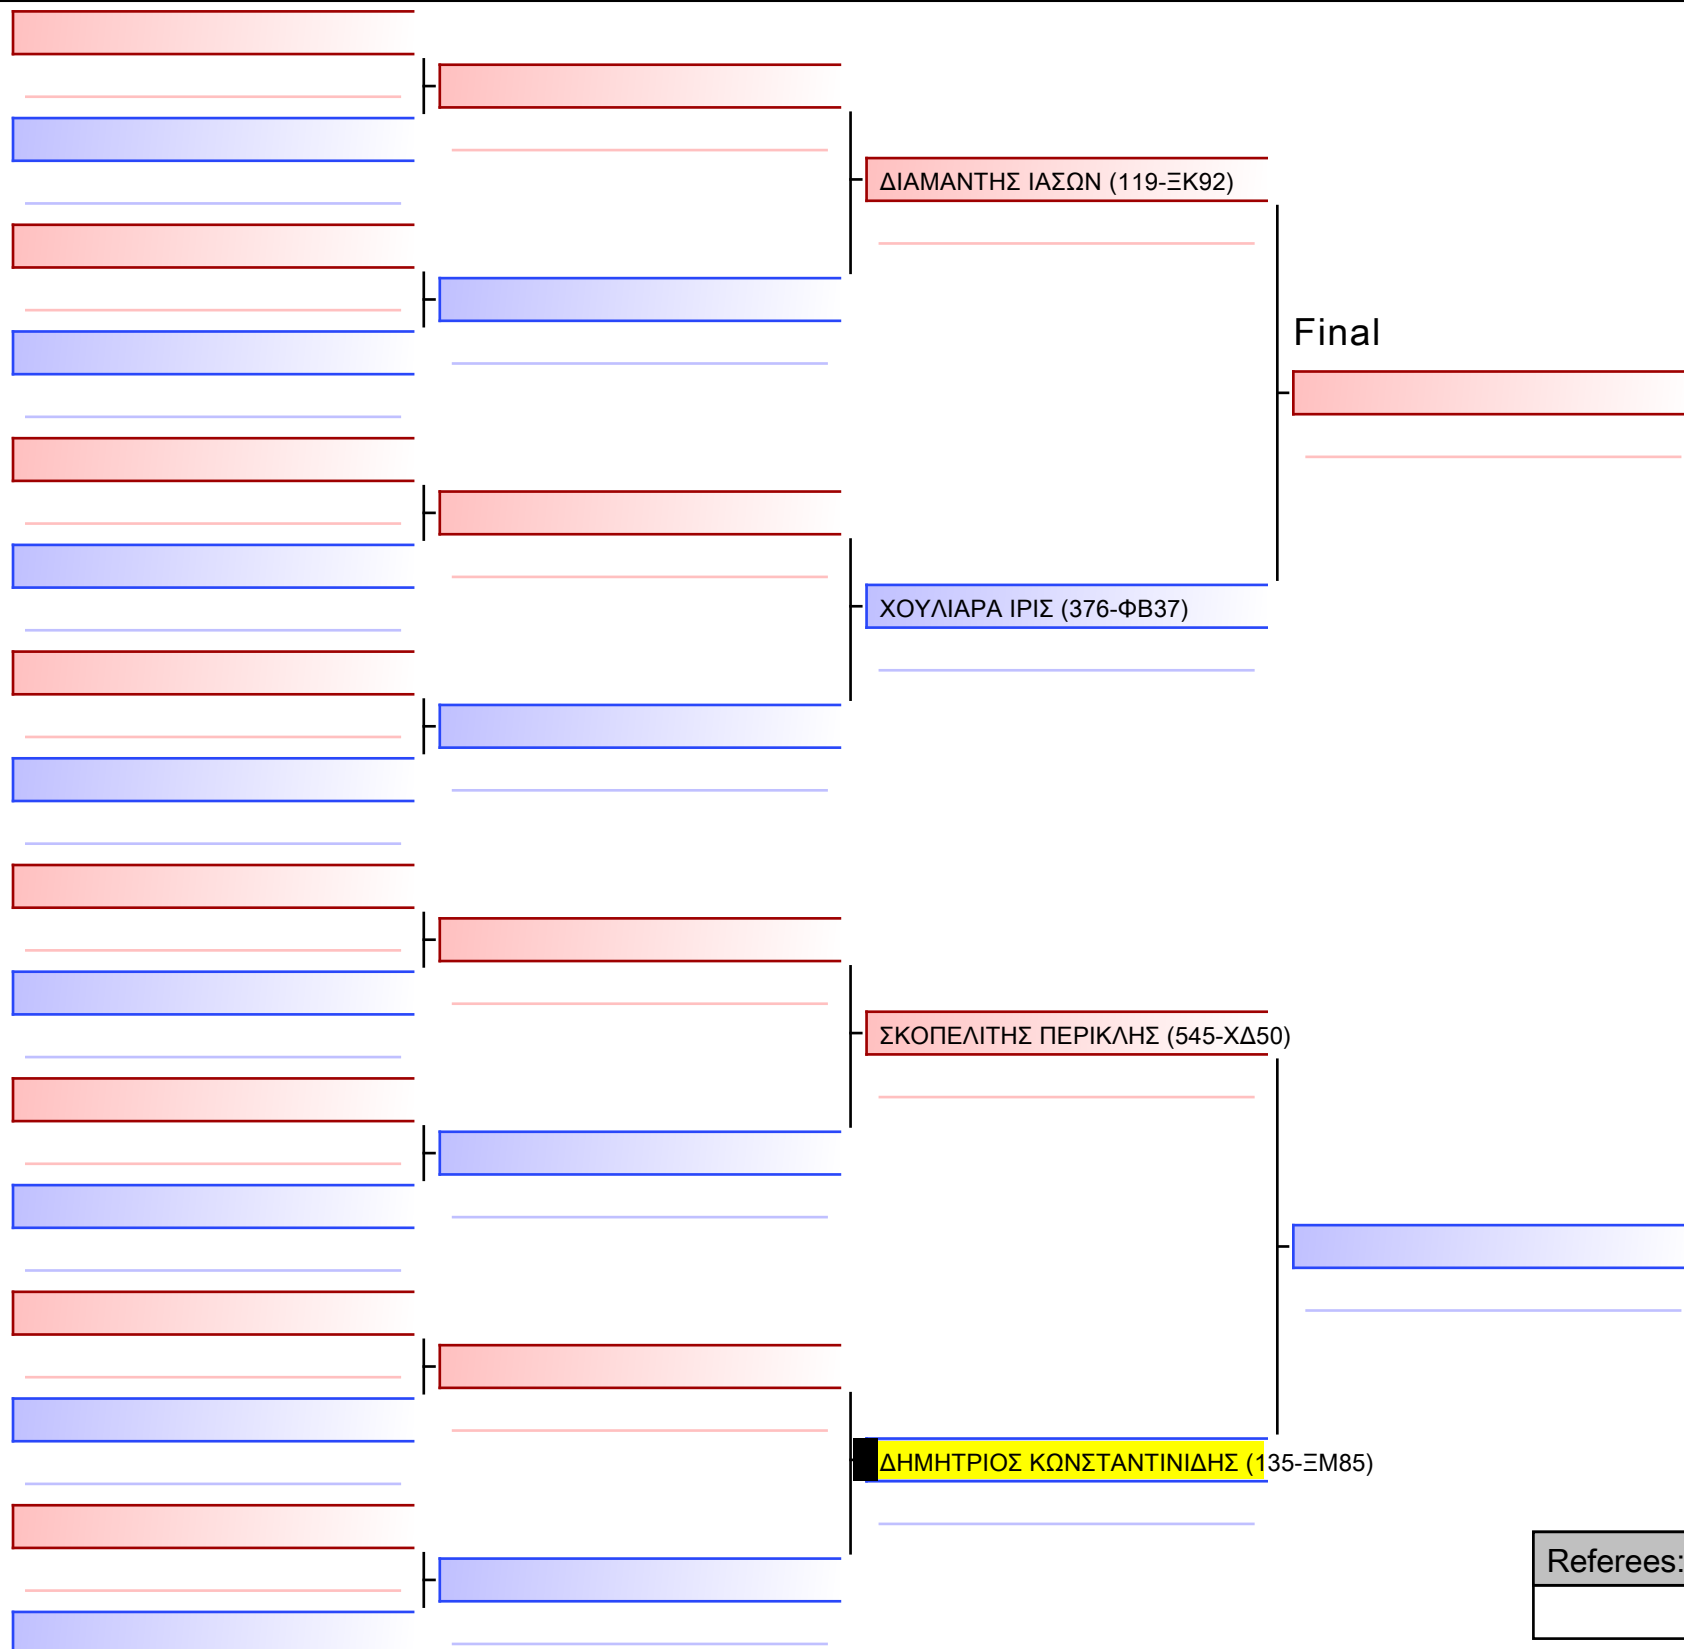 ΔΙΑΜΑΝΤΗΣ ΙΑΣΩΝ (119-ΞΚ92)
Final
ΧΟΥΛΙΑΡΑ ΙΡΙΣ (376-ΦΒ37)
ΣΚΟΠΕΛΙΤΗΣ ΠΕΡΙΚΛΗΣ (545-ΧΔ50)
ΔΗΜΗΤΡΙΟΣ ΚΩΝΣΤΑΝΤΙΝΙΔΗΣ (135-ΞΜ85)
Referees: